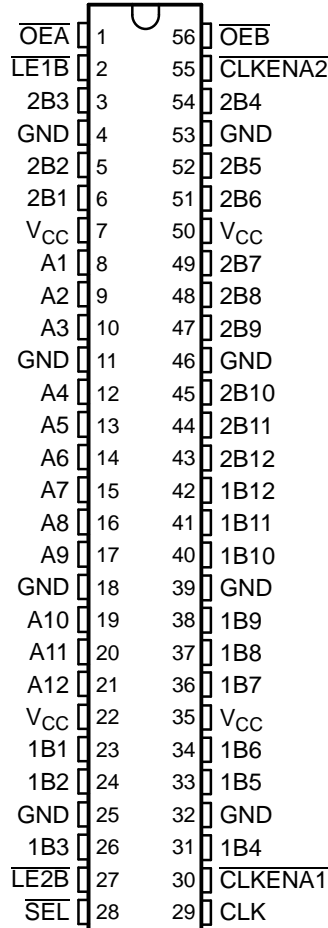 OEA 1 56 OEB
LE1B 2 55 CLKENA2
2B3 3 54 2B4
GND 4 53 GND
2B2 5 52 2B5
2B1 6 51 2B6
VCC 7 50 VCC
A1 8 49 2B7
A2 9 48 2B8
A3 10 47 2B9
GND 11 46 GND
A4 12 45 2B10
A5 13 44 2B11
A6 14 43 2B12
A7 15 42 1B12
A8 16 41 1B11
A9 17 40 1B10
GND 18 39 GND
A10 19 38 1B9
A11 20 37 1B8
A12 21 36 1B7
VCC 22 35 VCC
1B1 23 34 1B6
1B2 24 33 1B5
GND 25 32 GND
1B3 26 31 1B4
LE2B 27 30 CLKENA1
SEL 28 29 CLK